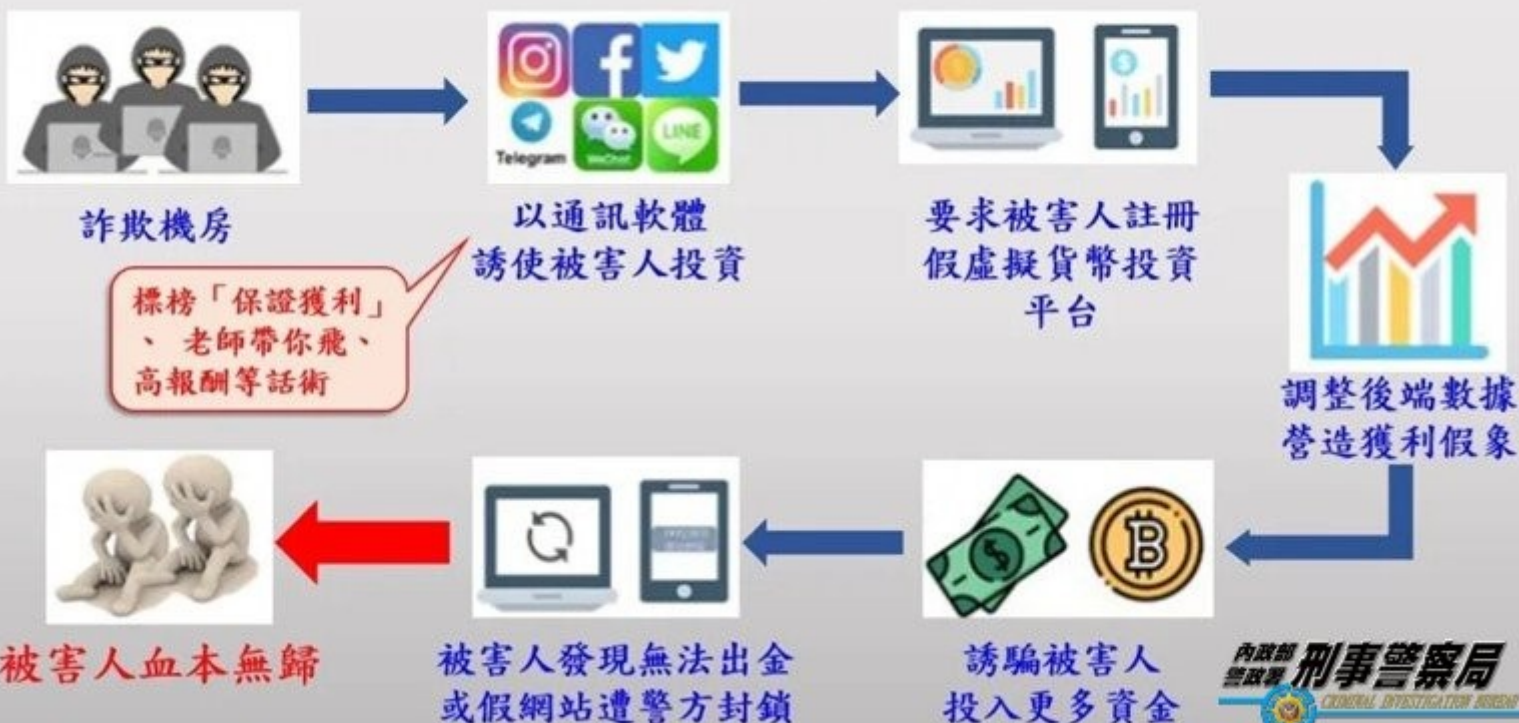 Telegram
WeChat
LINE
詐欺機房
以通訊軟體
誘使被害人投資
要求被害人註冊
假虛擬貨幣投資
平台
標榜「保證獲利」
、 老師帶你飛、
高報酬等話術
調整後端數據
營造獲利假象
被害人血本無歸
被害人發現無法出金
或假網站遭警方封鎖
誘騙被害人
投入更多資金
內政部
警政署
刑事警察局
CRIMINAL INVESTIGATION BUREAU